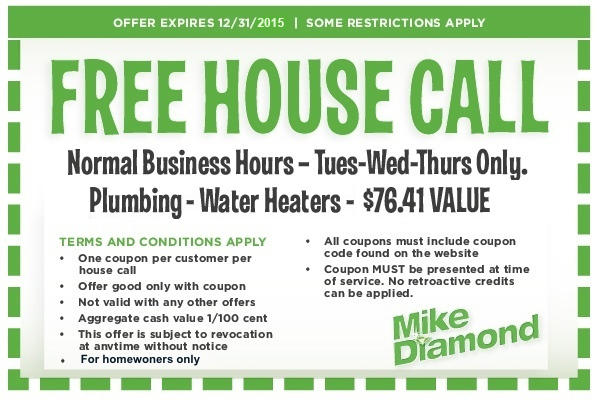 OFFER EXPIRES 12/31/2015 | SOME RESTRICTIONS APPLY
FREE HOUSE CALL
Normal Business Hours – Tues-Wed-Thurs Only.
Plumbing - Water Heaters - $76.41 VALUE
TERMS AND CONDITIONS APPLY
• One coupon per customer per
house call
• Offer good only with coupon
• Not valid with any other offers
• Aggregate cash value 1/100 cent
• This offer is subject to revocation
at anytime without notice
• For homewoners only
• All coupons must include coupon
code found on the website
• Coupon MUST be presented at time
of service. No retroactive credits
can be applied.
Mike
Diamond